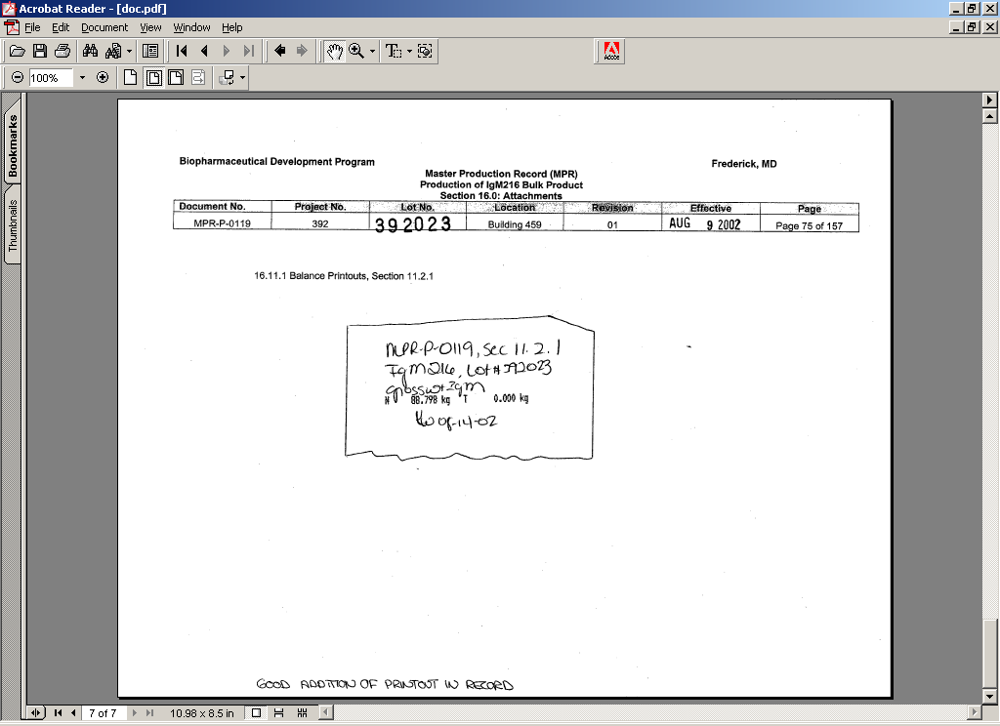 Acrobat Reader - [doc.pdf]
File Edit Document View Window Help
Adobe
100%
Bookmarks
Thumbnails
Biopharmaceutical Development Program
Frederick, MD
Master Production Record (MPR)
Production of IgM216 Bulk Product
Section 16.0: Attachments
Document No. Project No. Lot No. Location Revision Effective Page
MPR-P-0119 392 392023 Building 459 01 AUG 9 2002 Page 75 of 157
16.11.1 Balance Printouts, Section 11.2.1
MPR-P-0119, Sec 11.2.1
IgM216, Lot # 392023
gross wt IgM
N 88.798 kg T 0.000 kg
08-14-02
GOOD ADDITION OF PRINTOUT IN RECORD
7 of 7 10.98 x 8.5 in